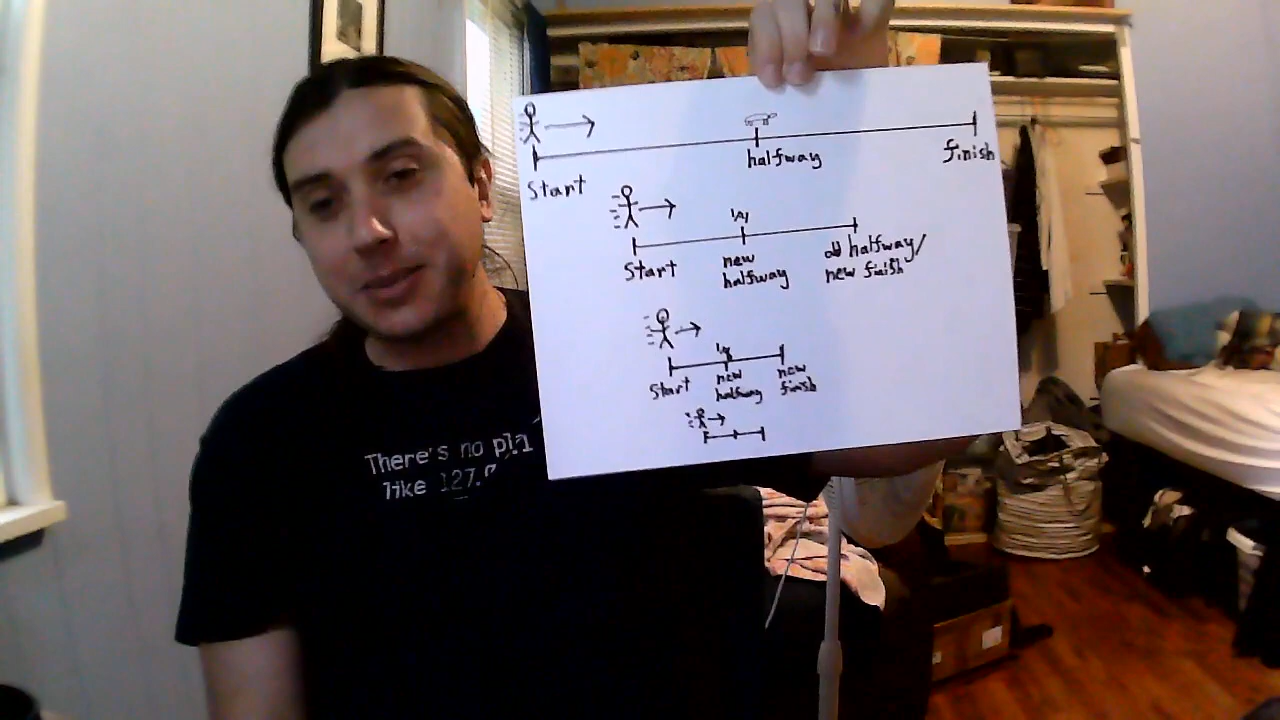 halfway
finish
Start
Start
new
halfway
old halfway/
new finish
Start
new
halfway
new
finish
There's no pla
like 127.0